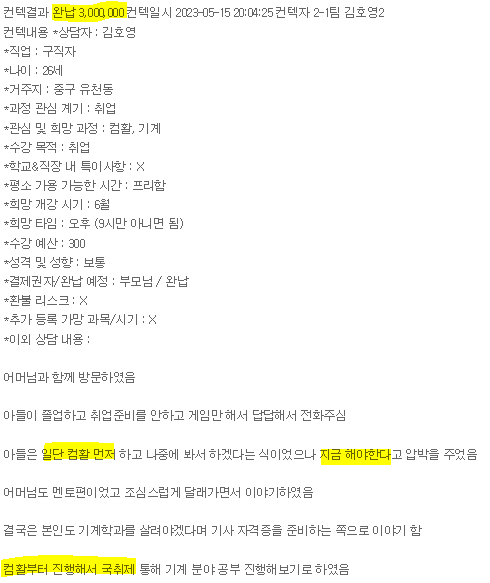 컨텍결과 완납 3,000,000 컨텍일시 2023-05-15 20:04:25 컨텍자 2-1팀 김호영2
컨텍내용 *상담자 : 김호영
*직업 : 구직자
*나이 : 26세
*거주지 : 중구 유천동
*과정 관심 계기 : 취업
*관심 및 희망 과정 : 컴활, 기계
*수강 목적 : 취업
*학교&직장 내 특이사항 : X
*평소 가용 가능한 시간 : 프리함
*희망 개강 시기 : 6월
*희망 타임 : 오후 (9시만 아니면 됨)
*수강 예산 : 300
*성격 및 성향 : 보통
*결제권자/완납 예정 : 부모님 / 완납
*환불 리스크 : X
*추가 등록 가망 과목/시기 : X
*이외 상담 내용 :
어머님과 함께 방문하였음
아들이 졸업하고 취업준비를 안하고 게임만 해서 답답해서 전화주심
아들은 일단 컴활 먼저 하고 나중에 봐서 하겠다는 식이었으나 지금 해야한다고 압박을 주었음
어머님도 멘토편이었고 조심스럽게 달래가면서 이야기하였음
결국은 본인도 기계학과를 살려야겠다며 기사 자격증을 준비하는 쪽으로 이야기 함
컴활부터 진행해서 국취제 통해 기계 분야 공부 진행해보기로 하였음